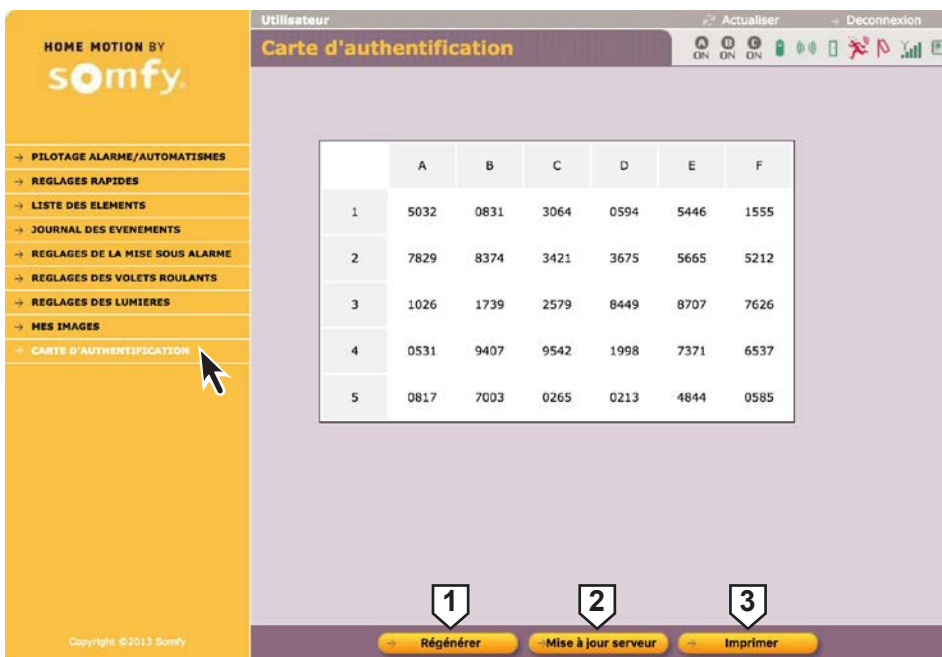 Utilisateur Actualiser Deconnexion
HOME MOTION BY
somfy.
Carte d'authentification
A ON B ON C ON
PILOTAGE ALARME/AUTOMATISMES
REGLAGES RAPIDES
LISTE DES ELEMENTS
JOURNAL DES EVENEMENTS
REGLAGES DE LA MISE SOUS ALARME
REGLAGES DES VOLETS ROULANTS
REGLAGES DES LUMIERES
MES IMAGES
CARTE D'AUTHENTIFICATION
A B C D E F
1 5032 0831 3064 0594 5446 1555
2 7829 8374 3421 3675 5665 5212
3 1026 1739 2579 8449 8707 7626
4 0531 9407 9542 1998 7371 6537
5 0817 7003 0265 0213 4844 0585
1 2 3
Régénérer Mise à jour serveur Imprimer
Copyright ©2013 Somfy